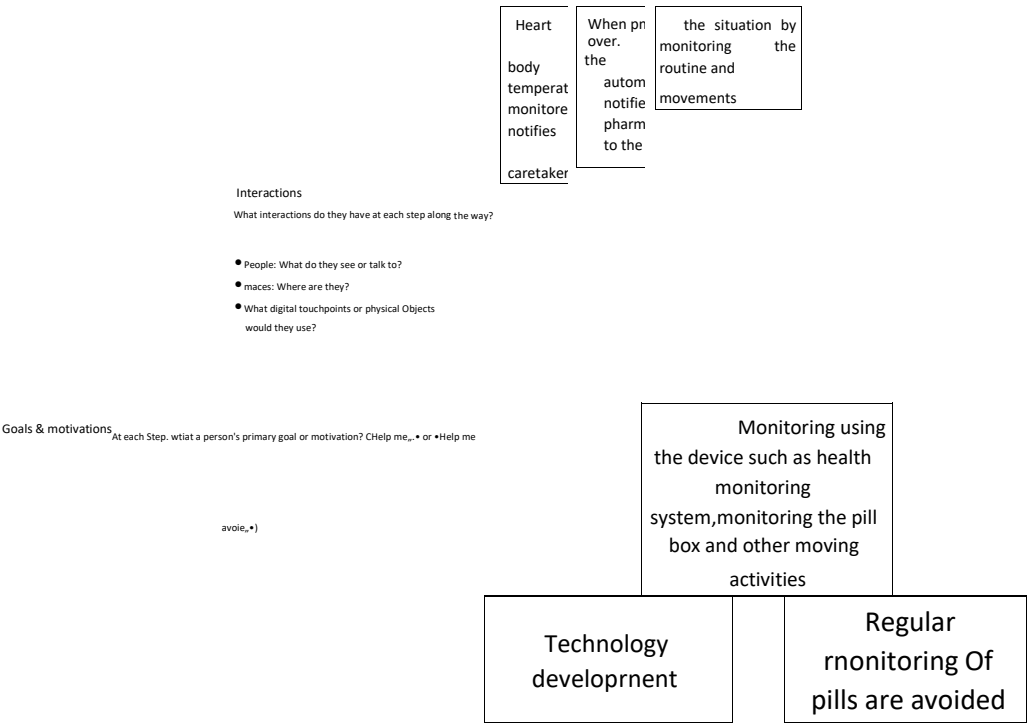 Heart
body
temperat
monitore
notifies
caretaker
When pn
over.
the
autom
notifie
pharm
to the
the situation by
monitoring the
routine and
movements
Interactions
What interactions do they have at each step along the way?
• People: What do they see or talk to?
• maces: Where are they?
• What digital touchpoints or physical Objects
would they use?
Goals & motivations
At each Step. wtiat a person's primary goal or motivation? CHelp me„.• or •Help me
avoie„•)
Monitoring using
the device such as health
monitoring
system,monitoring the pill
box and other moving
activities
Technology
developrnent
Regular
rnonitoring Of
pills are avoided